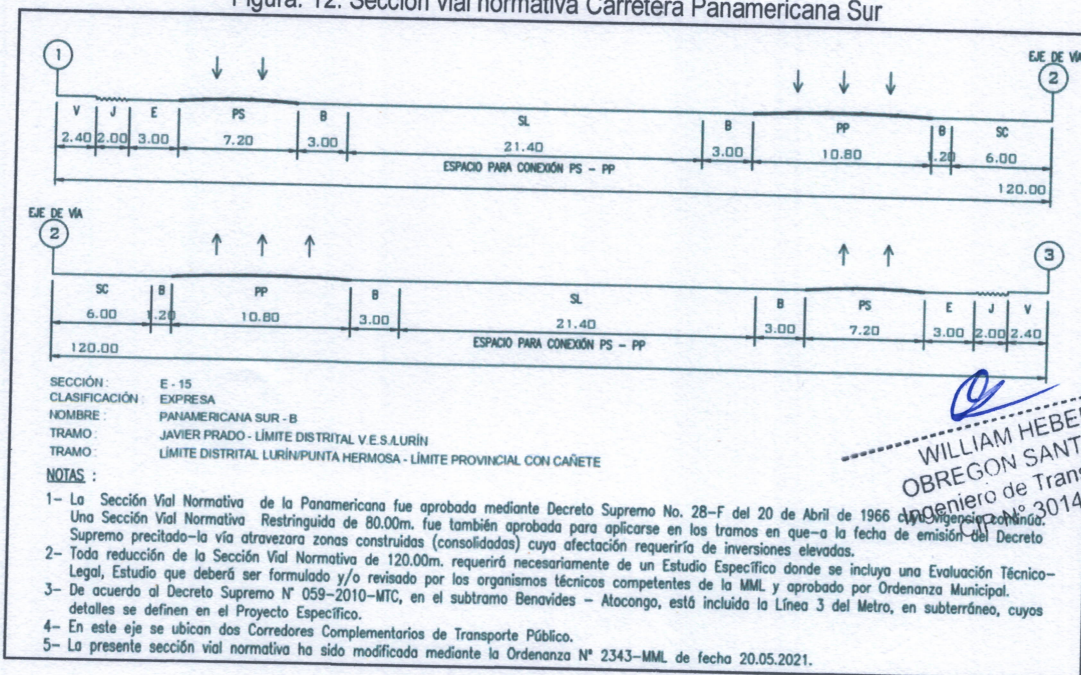 Figura. 12. Sección vial normativa Carretera Panamericana Sur
1
EJE DE VÍA
2
V J E PS B SL B PP B SC
2.40 2.00 3.00 7.20 3.00 21.40 3.00 10.80 1.20 6.00
ESPACIO PARA CONEXIÓN PS - PP
120.00
EJE DE VÍA
2
3
SC B PP B SL B PS E J V
6.00 1.20 10.80 3.00 21.40 3.00 7.20 3.00 2.00 2.40
ESPACIO PARA CONEXIÓN PS - PP
120.00
SECCIÓN : E - 15
CLASIFICACIÓN : EXPRESA
NOMBRE : PANAMERICANA SUR - B
TRAMO : JAVIER PRADO - LÍMITE DISTRITAL V.E.S./LURÍN
TRAMO : LÍMITE DISTRITAL LURÍN/PUNTA HERMOSA - LÍMITE PROVINCIAL CON CAÑETE
NOTAS :
1- La Sección Vial Normativa de la Panamericana fue aprobada mediante Decreto Supremo No. 28-F del 20 de Abril de 1966 cuya vigencia continúa.
Una Sección Vial Normativa Restringuida de 80.00m. fue también aprobada para aplicarse en los tramos en que-a la fecha de emisión del Decreto
Supremo precitado-la vía atravezara zonas construidas (consolidadas) cuya afectación requeriría de inversiones elevadas.
2- Toda reducción de la Sección Vial Normativa de 120.00m. requerirá necesariamente de un Estudio Específico donde se incluya una Evaluación Técnico-
Legal, Estudio que deberá ser formulado y/o revisado por los organismos técnicos competentes de la MML y aprobado por Ordenanza Municipal.
3- De acuerdo al Decreto Supremo N° 059-2010-MTC, en el subtramo Benavides - Atocongo, está incluida la Línea 3 del Metro, en subterráneo, cuyos
detalles se definen en el Proyecto Específico.
4- En este eje se ubican dos Corredores Complementarios de Transporte Público.
5- La presente sección vial normativa ha sido modificada mediante la Ordenanza N° 2343-MML de fecha 20.05.2021.
WILLIAM HEBE
OBREGON SANT
Ingeniero de Trans
CIP N° 3014